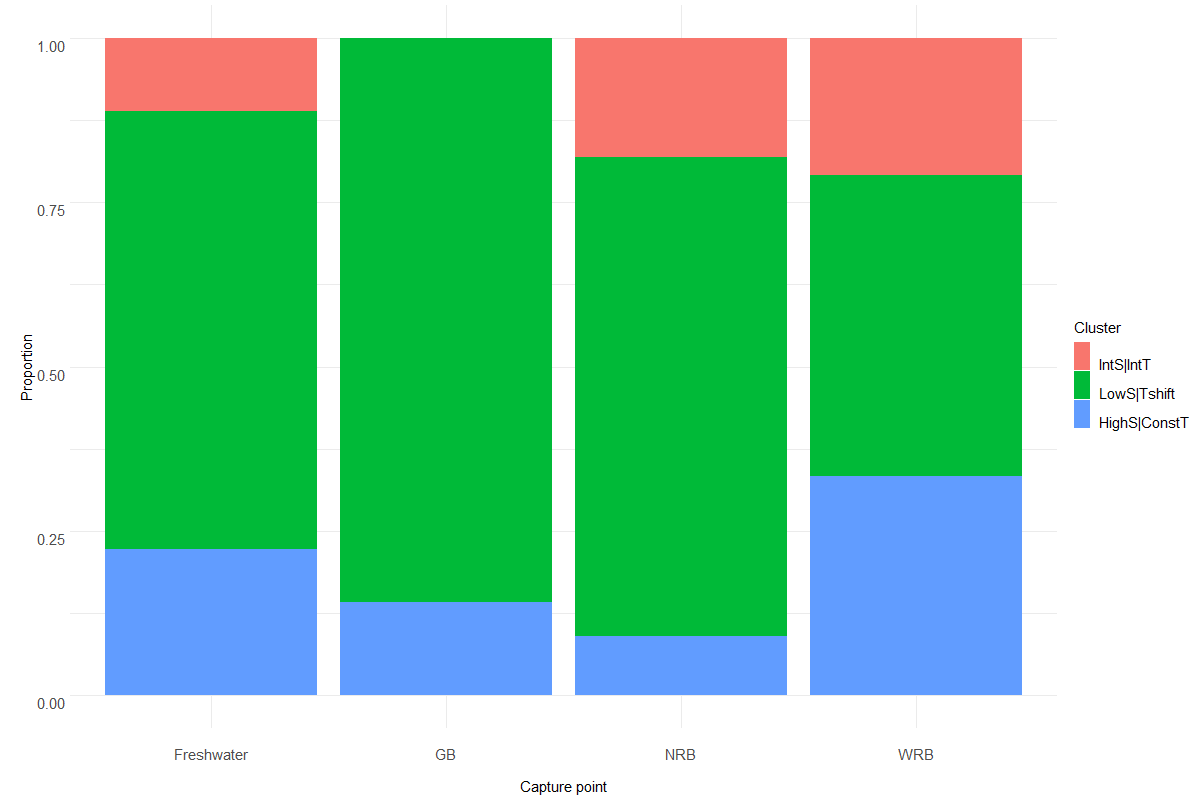 1.00
0.75
0.50
0.25
0.00
Proportion
Freshwater GB NRB WRB
Capture point
Cluster
IntS|IntT
LowS|Tshift
HighS|ConstT